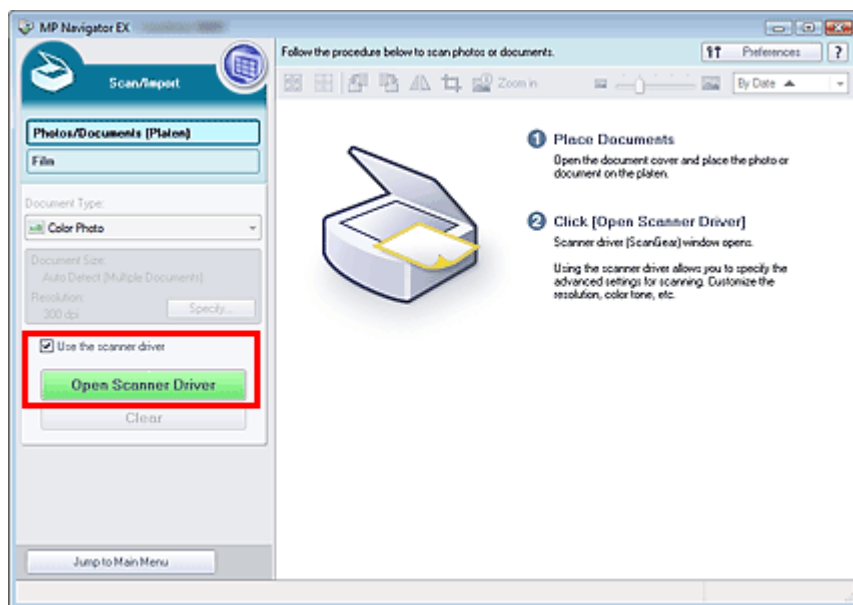 MP Navigator EX
Scan/Import
Photos/Documents (Platen)
Film
Document Type:
Color Photo
Document Size:
Auto Detect (Multiple Documents)
Resolution:
300 dpi
Specify...
Use the scanner driver
Open Scanner Driver
Clear
Jump to Main Menu
Follow the procedure below to scan photos or documents.
Preferences
?
Zoom in
By Date
1 Place Documents
Open the document cover and place the photo or
document on the platen.
2 Click [Open Scanner Driver]
Scanner driver (ScanGear) window opens.
Using the scanner driver allows you to specify the
advanced settings for scanning. Customize the
resolution, color tone, etc.